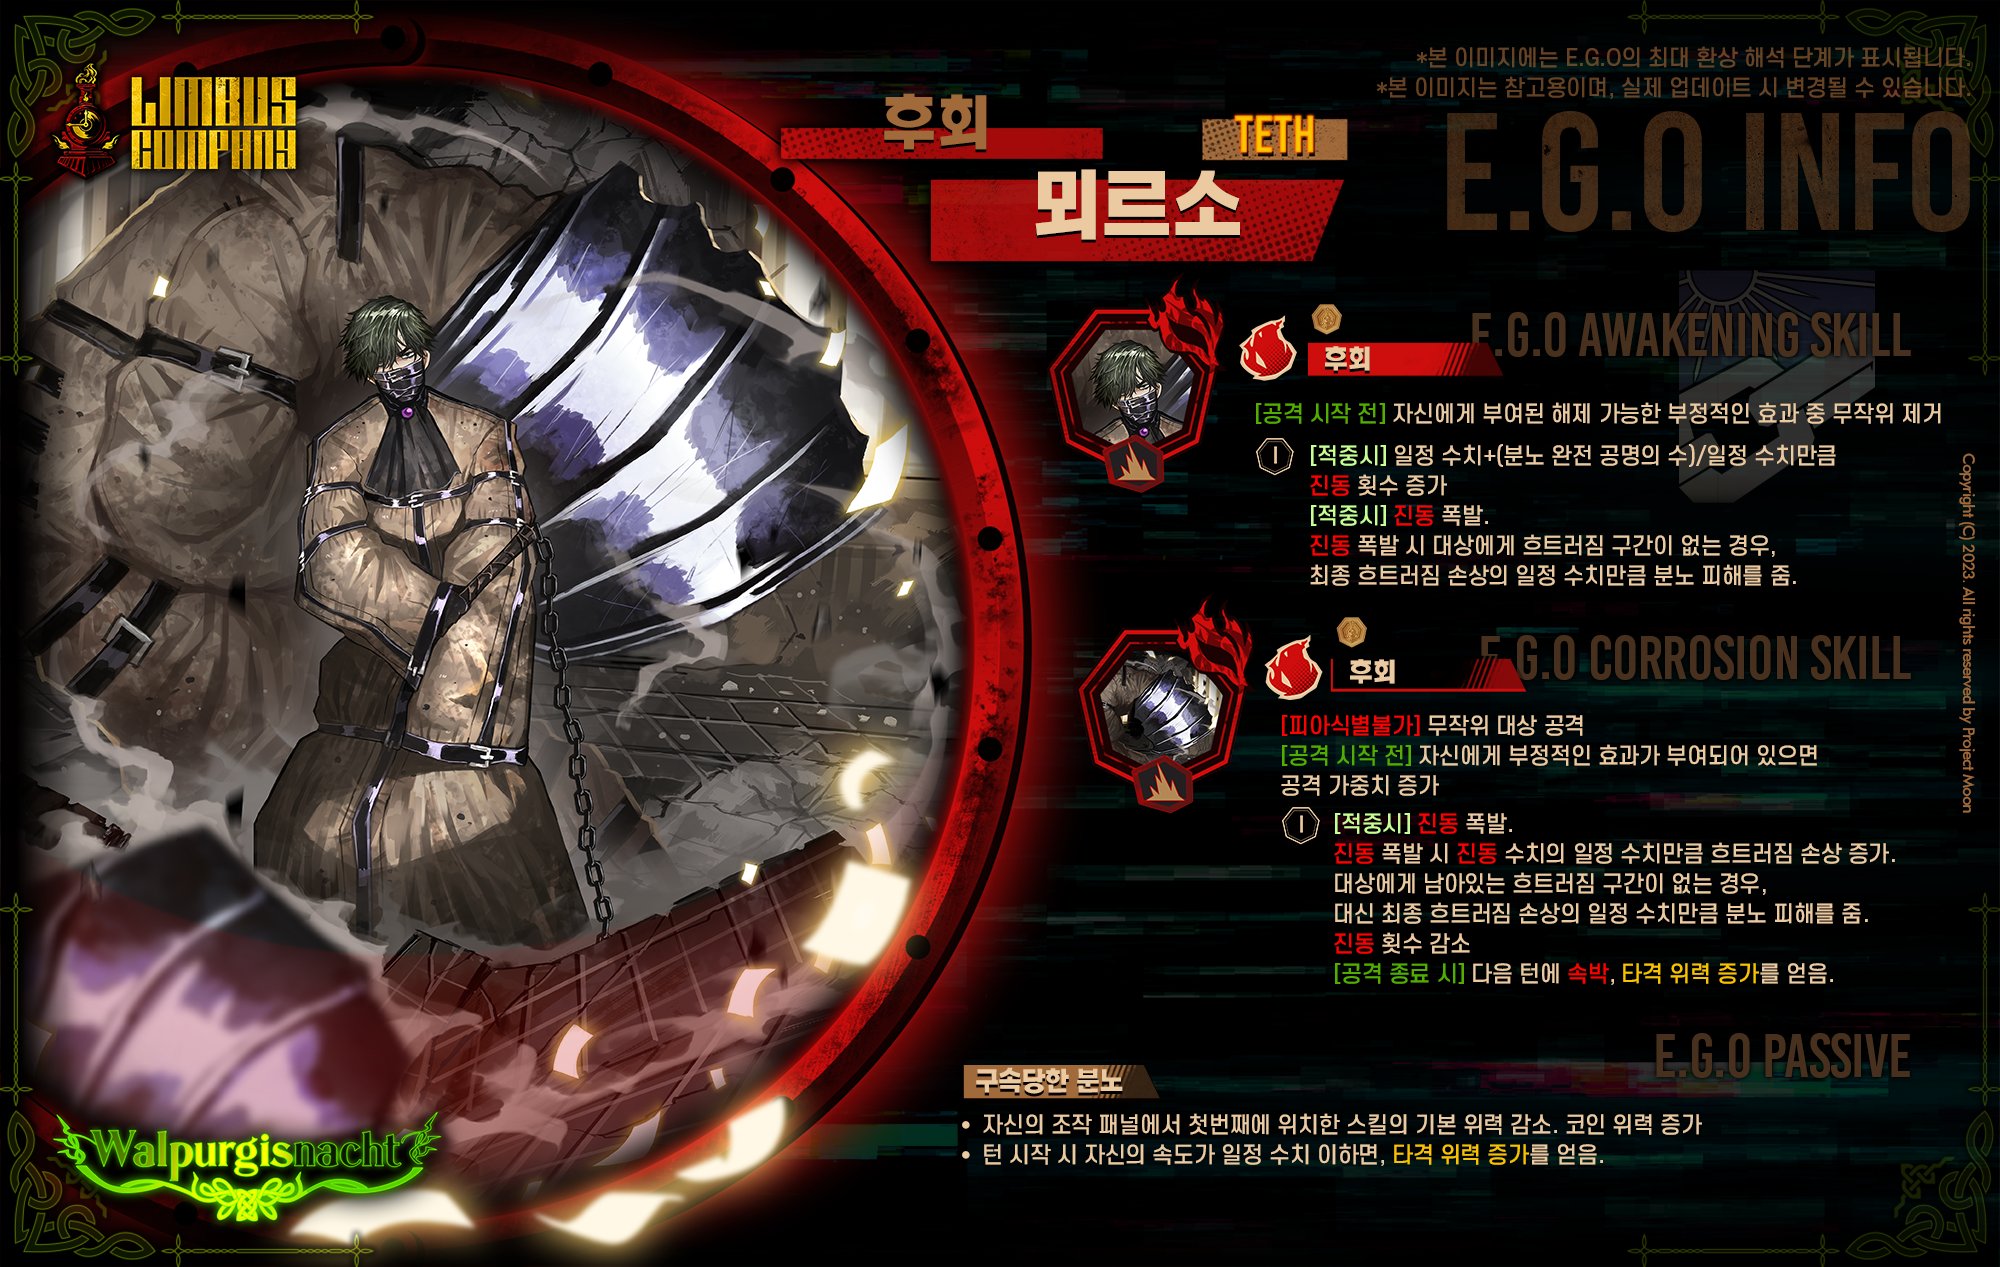 LIMBUS
COMPANY
*본 이미지에는 E.G.O의 최대 환상 해석 단계가 표시됩니다.
*본 이미지는 참고용이며, 실제 업데이트 시 변경될 수 있습니다.
E.G.O INFO
후회
TETH
뫼르소
E.G.O AWAKENING SKILL
후회
[공격 시작 전] 자신에게 부여된 해제 가능한 부정적인 효과 중 무작위 제거
I
[적중시] 일정 수치+(분노 완전 공명의 수)/일정 수치만큼
진동 횟수 증가
[적중시] 진동 폭발.
진동 폭발 시 대상에게 흐트러짐 구간이 없는 경우,
최종 흐트러짐 손상의 일정 수치만큼 분노 피해를 줌.
E.G.O CORROSION SKILL
후회
[피아식별불가] 무작위 대상 공격
[공격 시작 전] 자신에게 부정적인 효과가 부여되어 있으면
공격 가중치 증가
I
[적중시] 진동 폭발.
진동 폭발 시 진동 수치의 일정 수치만큼 흐트러짐 손상 증가.
대상에게 남아있는 흐트러짐 구간이 없는 경우,
대신 최종 흐트러짐 손상의 일정 수치만큼 분노 피해를 줌.
진동 횟수 감소
[공격 종료 시] 다음 턴에 속박, 타격 위력 증가를 얻음.
E.G.O PASSIVE
구속당한 분노
• 자신의 조작 패널에서 첫번째에 위치한 스킬의 기본 위력 감소. 코인 위력 증가
• 턴 시작 시 자신의 속도가 일정 수치 이하면, 타격 위력 증가를 얻음.
Walpurgisnacht
Copyright (C) 2023. All rights reserved by Project Moon